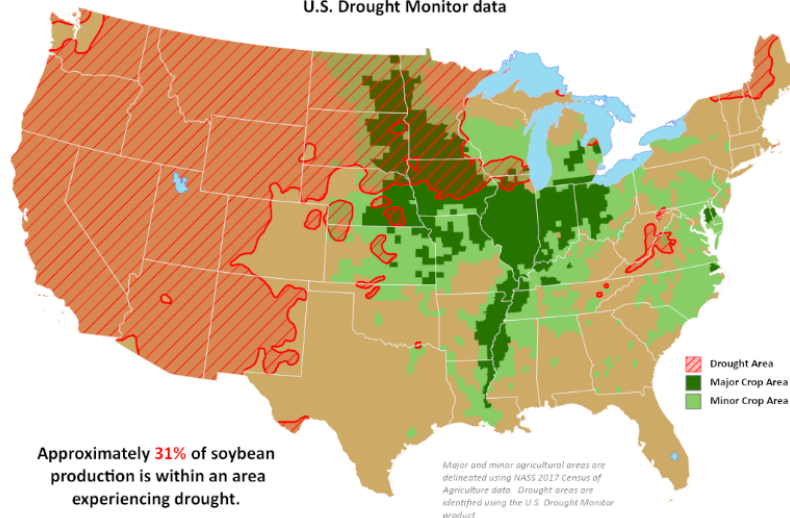 U.S. Drought Monitor data
Drought Area
Major Crop Area
Minor Crop Area
Approximately 31% of soybean
production is within an area
experiencing drought.
Major and minor agricultural areas are
delineated using NASS 2017 Census of
Agriculture data. Drought areas are
identified using the U.S. Drought Monitor
product.